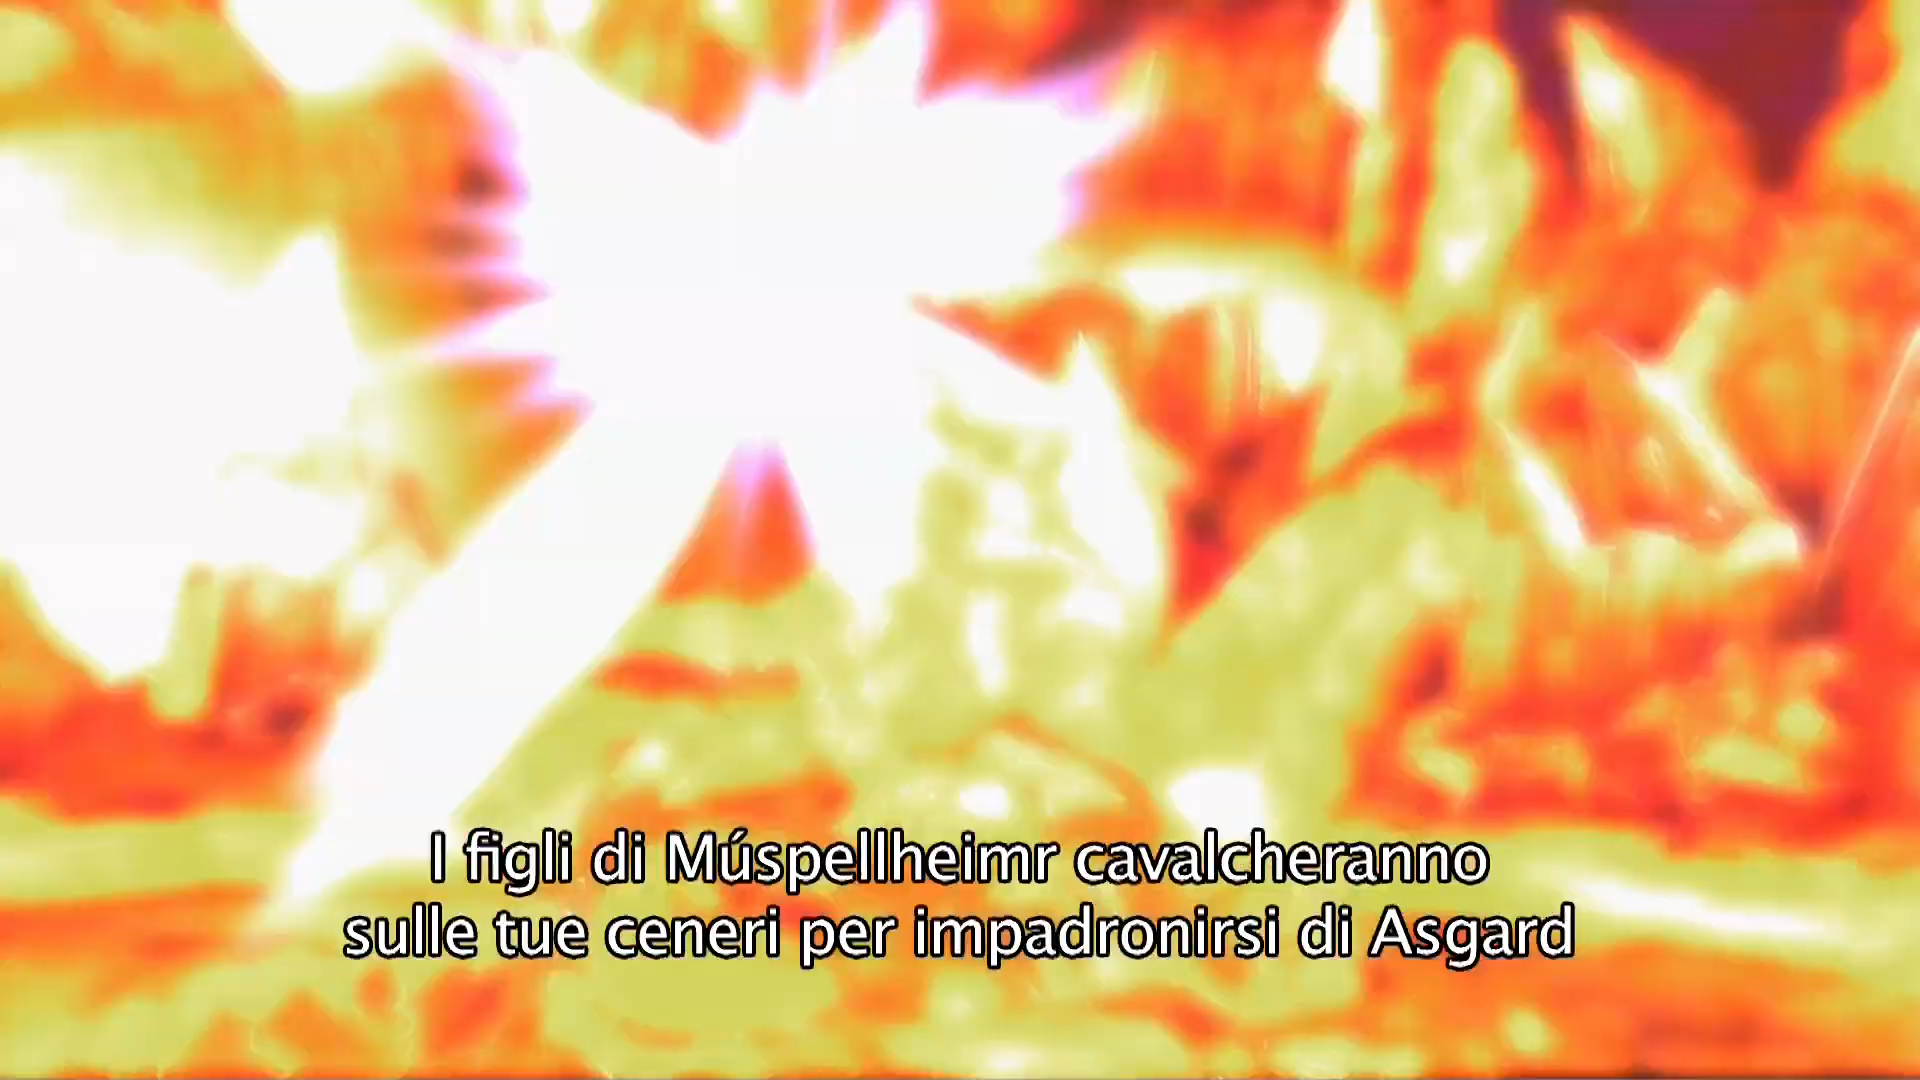 I figli di Múspellheimr cavalcheranno
sulle tue ceneri per impadronirsi di Asgard